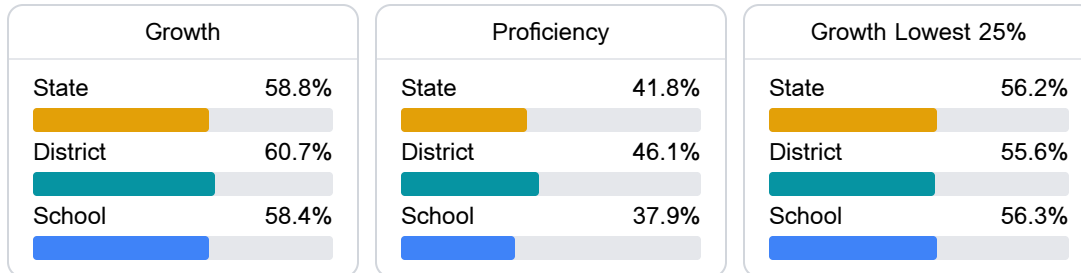 Growth
State 58.8%
District 60.7%
School 58.4%
Proficiency
State 41.8%
District 46.1%
School 37.9%
Growth Lowest 25%
State 56.2%
District 55.6%
School 56.3%